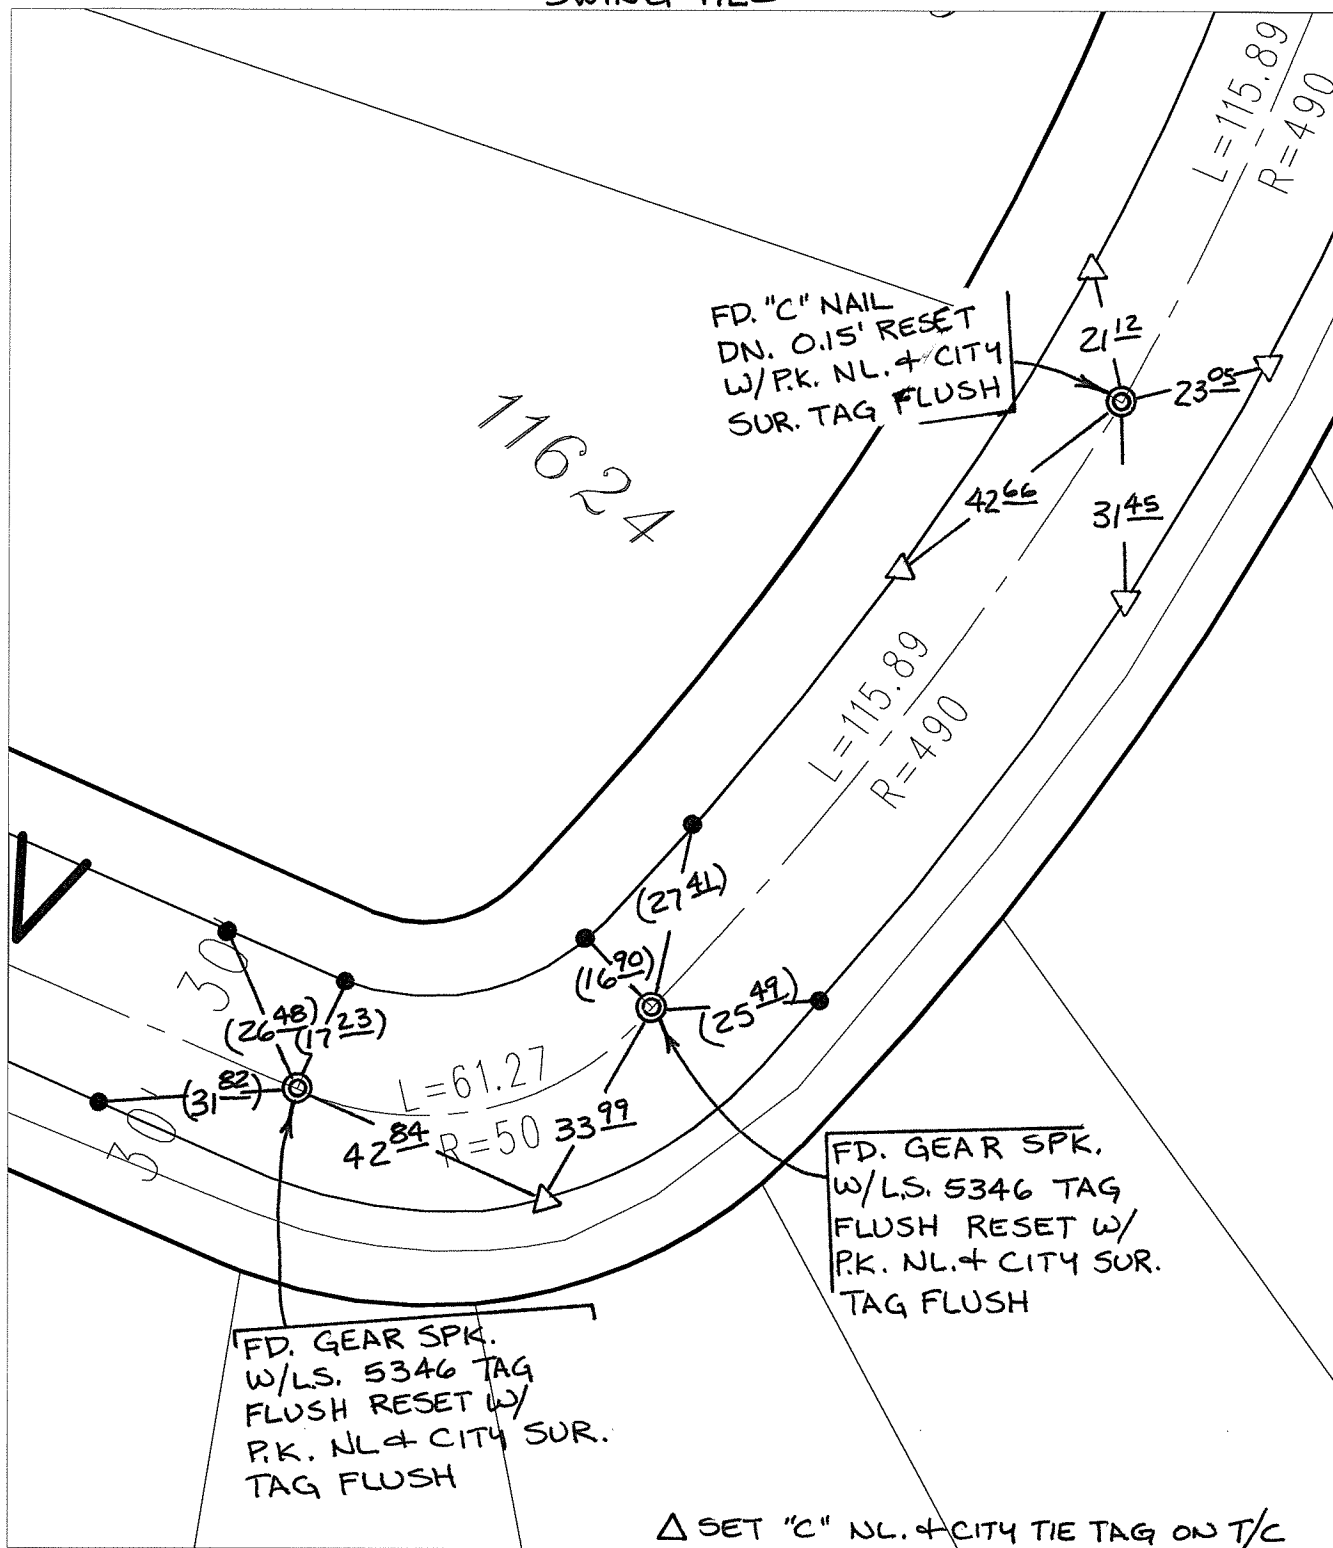 L=115.89
R=490
FD. "C" NAIL
DN. 0.15' RESET
W/P.K. NL. & CITY
SUR. TAG FLUSH
21 12
23 05
42 66
31 45
11624
L=115.89
R=490
(27 41)
(16 90)
(25 49)
30'
(26 48)
(17 23)
(31 82)
30'
L=61.27
R=50
42 84
33 99
FD. GEAR SPK.
W/L.S. 5346 TAG
FLUSH RESET W/
P.K. NL. & CITY SUR.
TAG FLUSH
FD. GEAR SPK.
W/L.S. 5346 TAG
FLUSH RESET W/
P.K. NL & CITY SUR.
TAG FLUSH
△ SET "C" NL. & CITY TIE TAG ON T/C